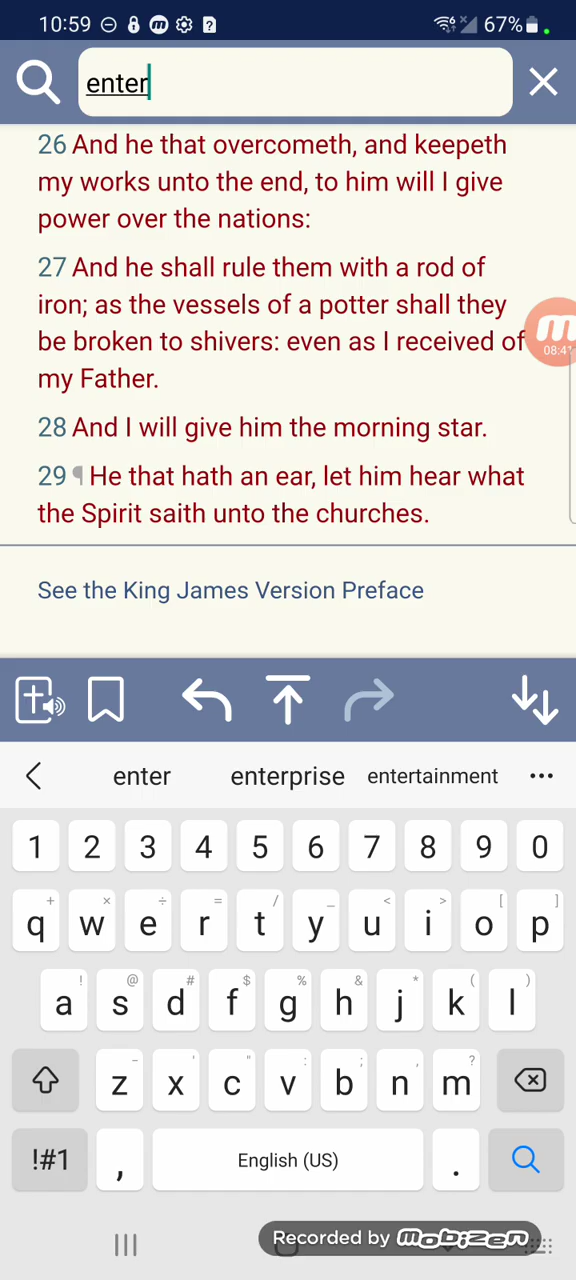 10:59
67%
enter
26 And he that overcometh, and keepeth
my works unto the end, to him will I give
power over the nations:
27 And he shall rule them with a rod of
iron; as the vessels of a potter shall they
be broken to shivers: even as I received of
my Father.
08:41
28 And I will give him the morning star.
29 ¶ He that hath an ear, let him hear what
the Spirit saith unto the churches.
See the King James Version Preface
enter enterprise entertainment •••
1 2 3 4 5 6 7 8 9 0
+ × ÷ = / _ < > [ ]
q w e r t y u i o p
! @ # $ % & * ( )
a s d f g h j k l
- ' " : ; , ?
z x c v b n m
!#1 , English (US) .
Recorded by mobizen